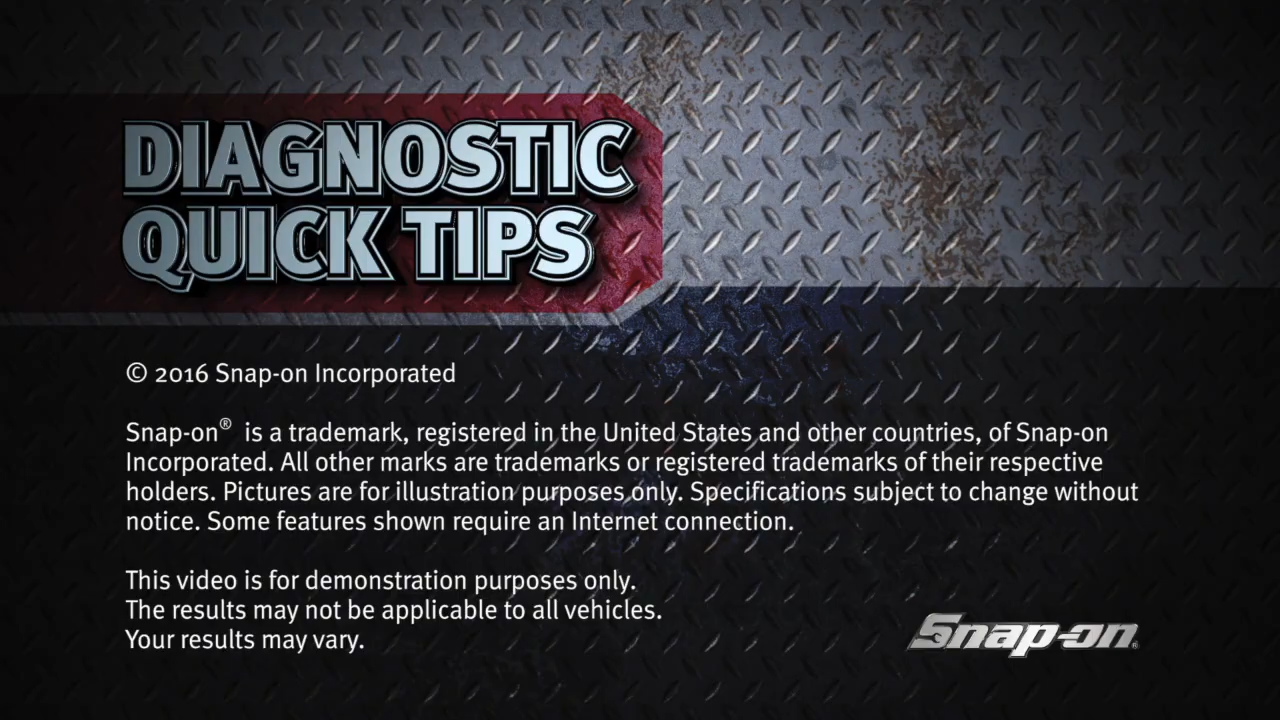 DIAGNOSTIC
QUICK TIPS
© 2016 Snap-on Incorporated
Snap-on® is a trademark, registered in the United States and other countries, of Snap-on
Incorporated. All other marks are trademarks or registered trademarks of their respective
holders. Pictures are for illustration purposes only. Specifications subject to change without
notice. Some features shown require an Internet connection.
This video is for demonstration purposes only.
The results may not be applicable to all vehicles.
Your results may vary.
Snap-on®